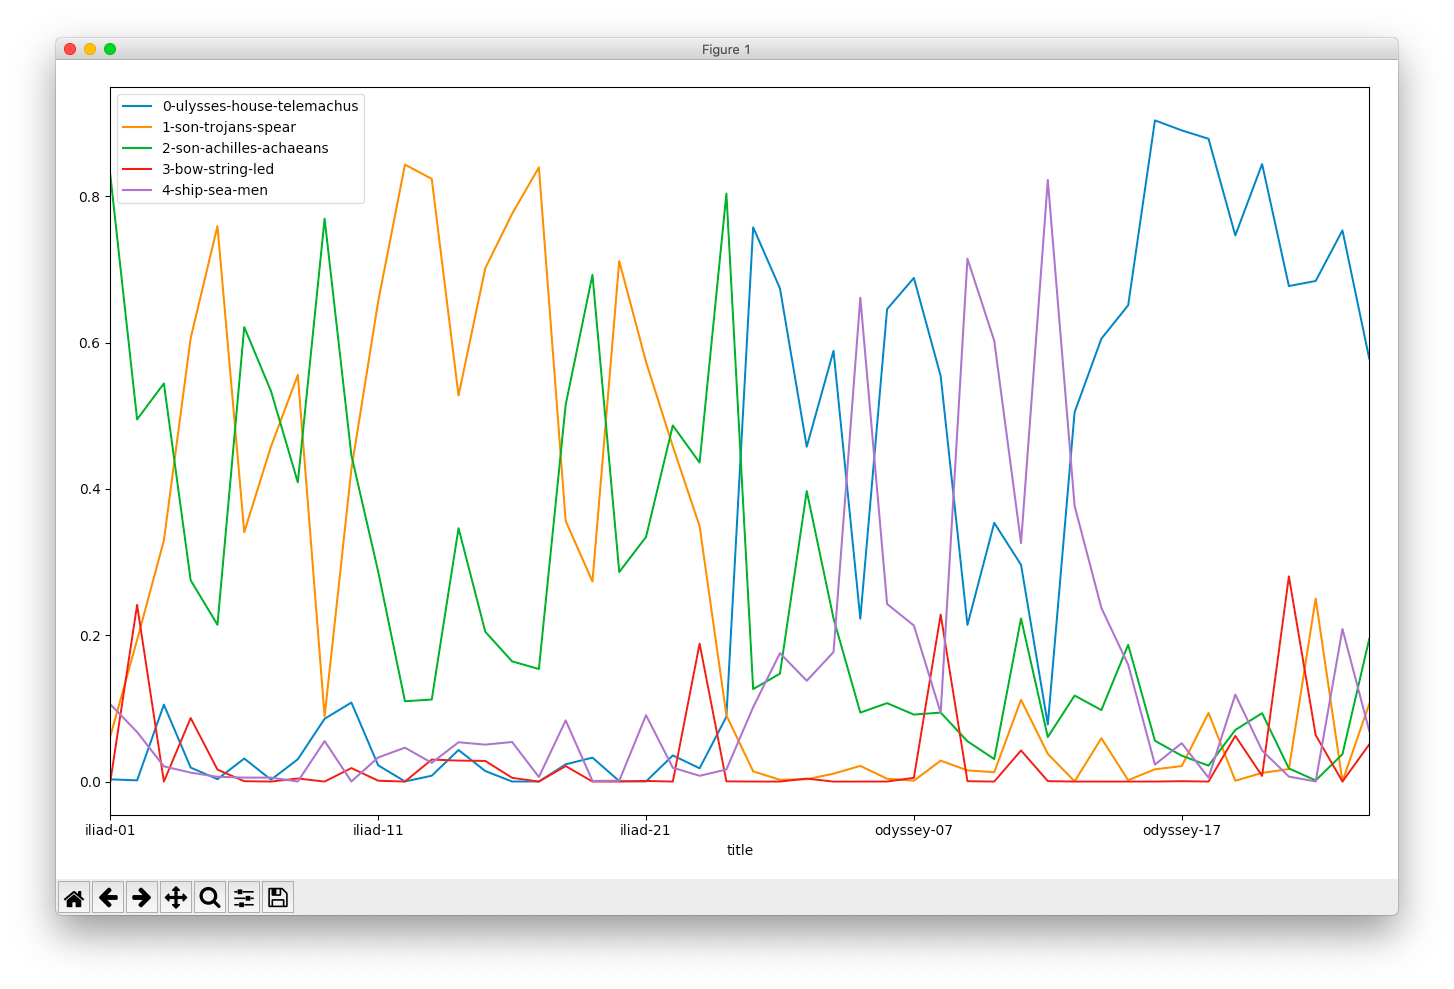 Figure 1
0-ulysses-house-telemachus
1-son-trojans-spear
2-son-achilles-achaeans
3-bow-string-led
4-ship-sea-men
0.8
0.6
0.4
0.2
0.0
iliad-01 iliad-11 iliad-21 odyssey-07 odyssey-17
title